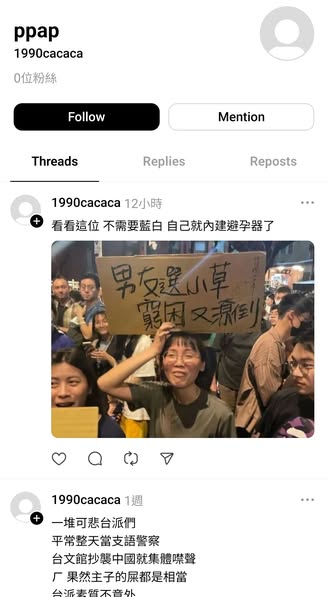 ppap
1990cacaca
0位粉絲
Follow
Mention
Threads
Replies
Reposts
1990cacaca 12小時
看看這位 不需要藍白 自己就內建避孕器了
男友選小草
窮困又潦倒
1990cacaca 1週
一堆可悲台派們
平常整天當支語警察
台文館抄襲中國就集體噤聲
ㄏ 果然主子的屎都是相當
台派素質不意外